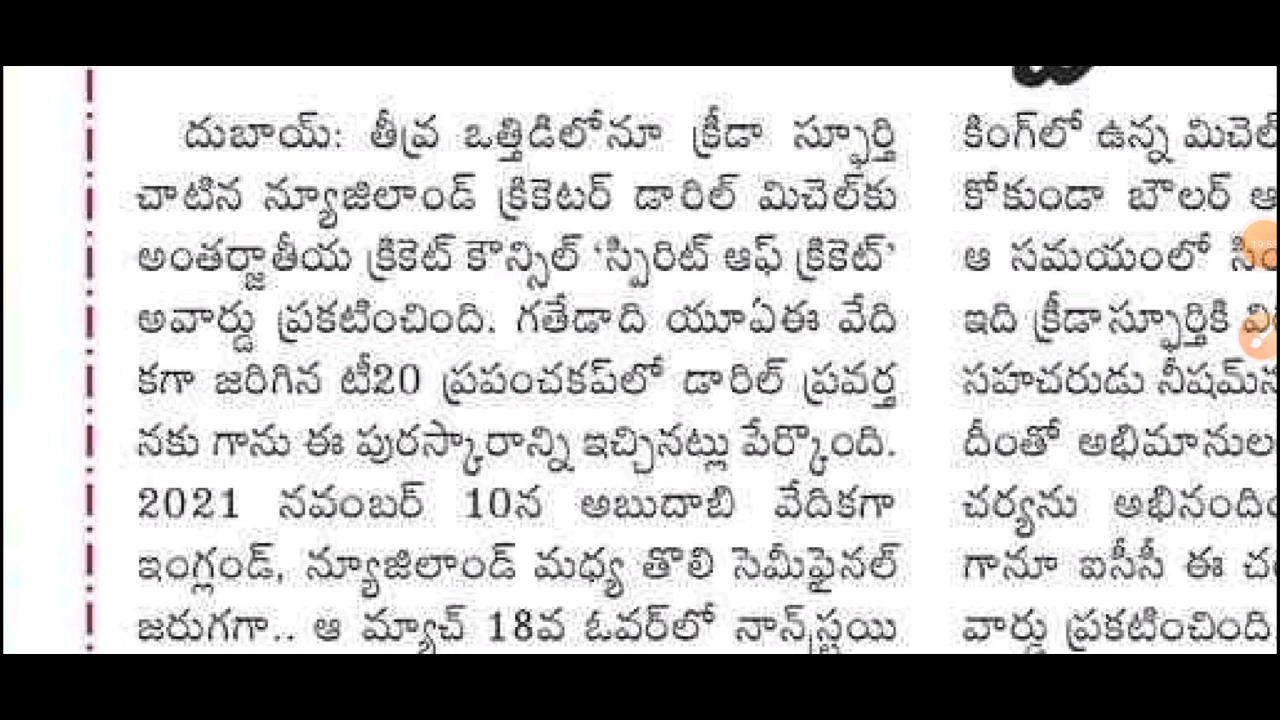 దుబాయ్: తీవ్ర ఒత్తిడిలోనూ క్రీడా స్ఫూర్తి
చాటిన న్యూజిలాండ్ క్రికెటర్ డారిల్ మిచెల్‌కు
అంతర్జాతీయ క్రికెట్ కౌన్సిల్ ‘స్పిరిట్ ఆఫ్ క్రికెట్’
అవార్డు ప్రకటించింది. గతేడాది యూఏఈ వేది
కగా జరిగిన టీ20 ప్రపంచకప్‌లో డారిల్ ప్రవర్త
నకు గాను ఈ పురస్కారాన్ని ఇచ్చినట్లు పేర్కొంది.
2021 నవంబర్ 10న అబుదాబి వేదికగా
ఇంగ్లండ్, న్యూజిలాండ్ మధ్య తొలి సెమీఫైనల్
జరుగగా.. ఆ మ్యాచ్ 18వ ఓవర్‌లో నాన్‌స్ట్రయి
కింగ్‌లో ఉన్న మిచెల్
కోకుండా బౌలర్
ఆ సమయంలో
ఇది క్రీడాస్ఫూర్తికి
సహచరుడు
దీంతో అభిమానుల
చర్యను
గానూ ఐసీసీ ఈ
వార్డు ప్రకటించింది